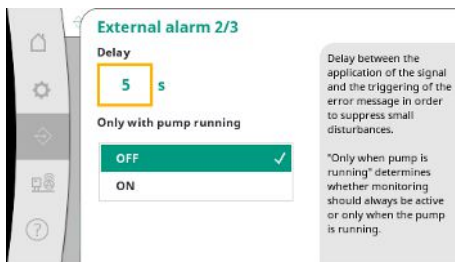 External alarm 2/3
Delay
5 s
Only with pump running
OFF
ON
Delay between the
application of the signal
and the triggering of the
error message in order
to suppress small
disturbances.
"Only when pump is
running" determines
whether monitoring
should always be active
or only when the pump
is running.
?